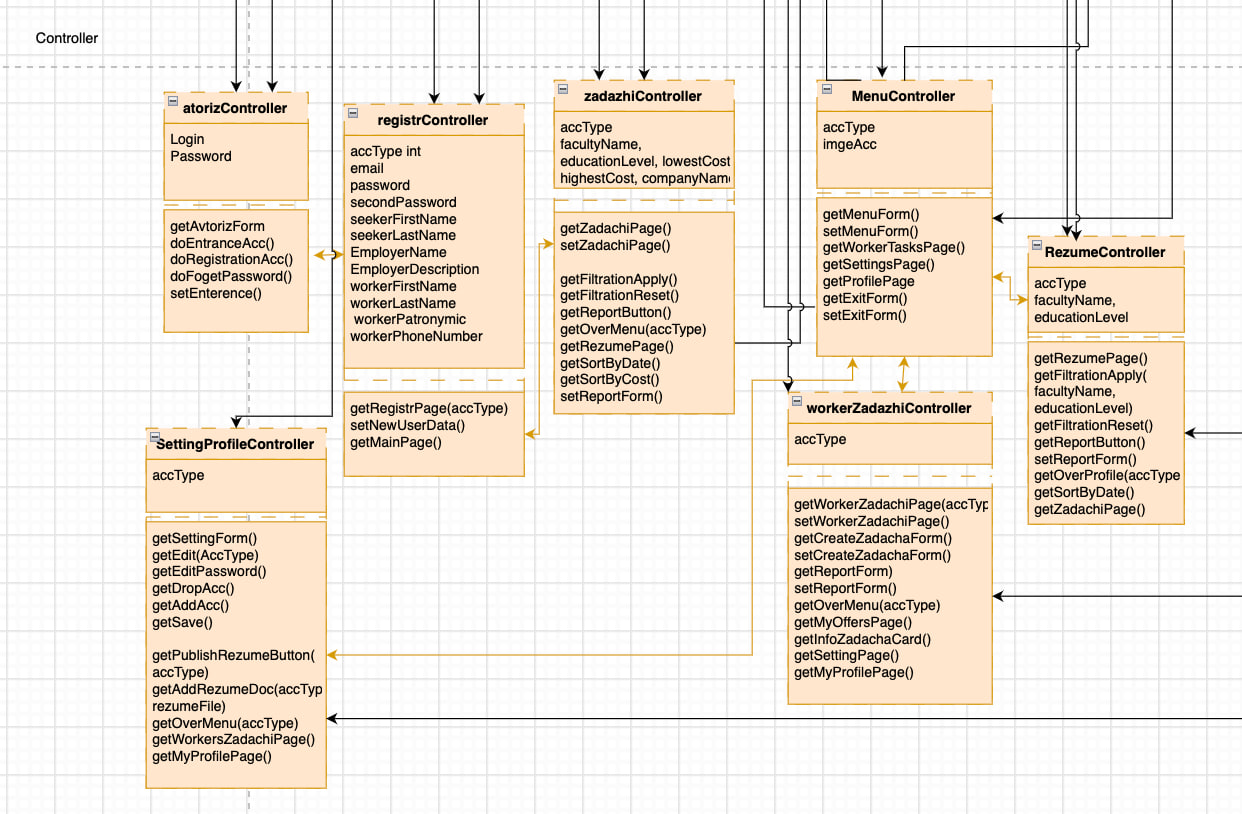 Controller
atorizController
Login
Password
getAvtorizForm
doEntranceAcc()
doRegistrationAcc()
doFogetPassword()
setEnterence()
registrController
accType int
email
password
secondPassword
seekerFirstName
seekerLastName
EmployerName
EmployerDescription
workerFirstName
workerLastName
workerPatronymic
workerPhoneNumber
getRegistrPage(accType)
setNewUserData()
getMainPage()
zadazhiController
accType
facultyName,
educationLevel, lowestCost
highestCost, companyName
getZadachiPage()
setZadachiPage()
getFiltrationApply()
getFiltrationReset()
getReportButton()
getOverMenu(accType)
getRezumePage()
getSortByDate()
getSortByCost()
setReportForm()
MenuController
accType
imgeAcc
getMenuForm()
setMenuForm()
getWorkerTasksPage()
getSettingsPage()
getProfilePage
getExitForm()
setExitForm()
RezumeController
accType
facultyName,
educationLevel
getRezumePage()
getFiltrationApply(
facultyName,
educationLevel)
getFiltrationReset()
getReportButton()
setReportForm()
getOverProfile(accType
getSortByDate()
getZadachiPage()
workerZadazhiController
accType
getWorkerZadachiPage(accTyp
setWorkerZadachiPage()
getCreateZadachaForm()
setCreateZadachaForm()
getReportForm)
setReportForm()
getOverMenu(accType)
getMyOffersPage()
getInfoZadachaCard()
getSettingPage()
getMyProfilePage()
SettingProfileController
accType
getSettingForm()
getEdit(AccType)
getEditPassword()
getDropAcc()
getAddAcc()
getSave()
getPublishRezumeButton(
accType)
getAddRezumeDoc(accTyp
rezumeFile)
getOverMenu(accType)
getWorkersZadachiPage()
getMyProfilePage()